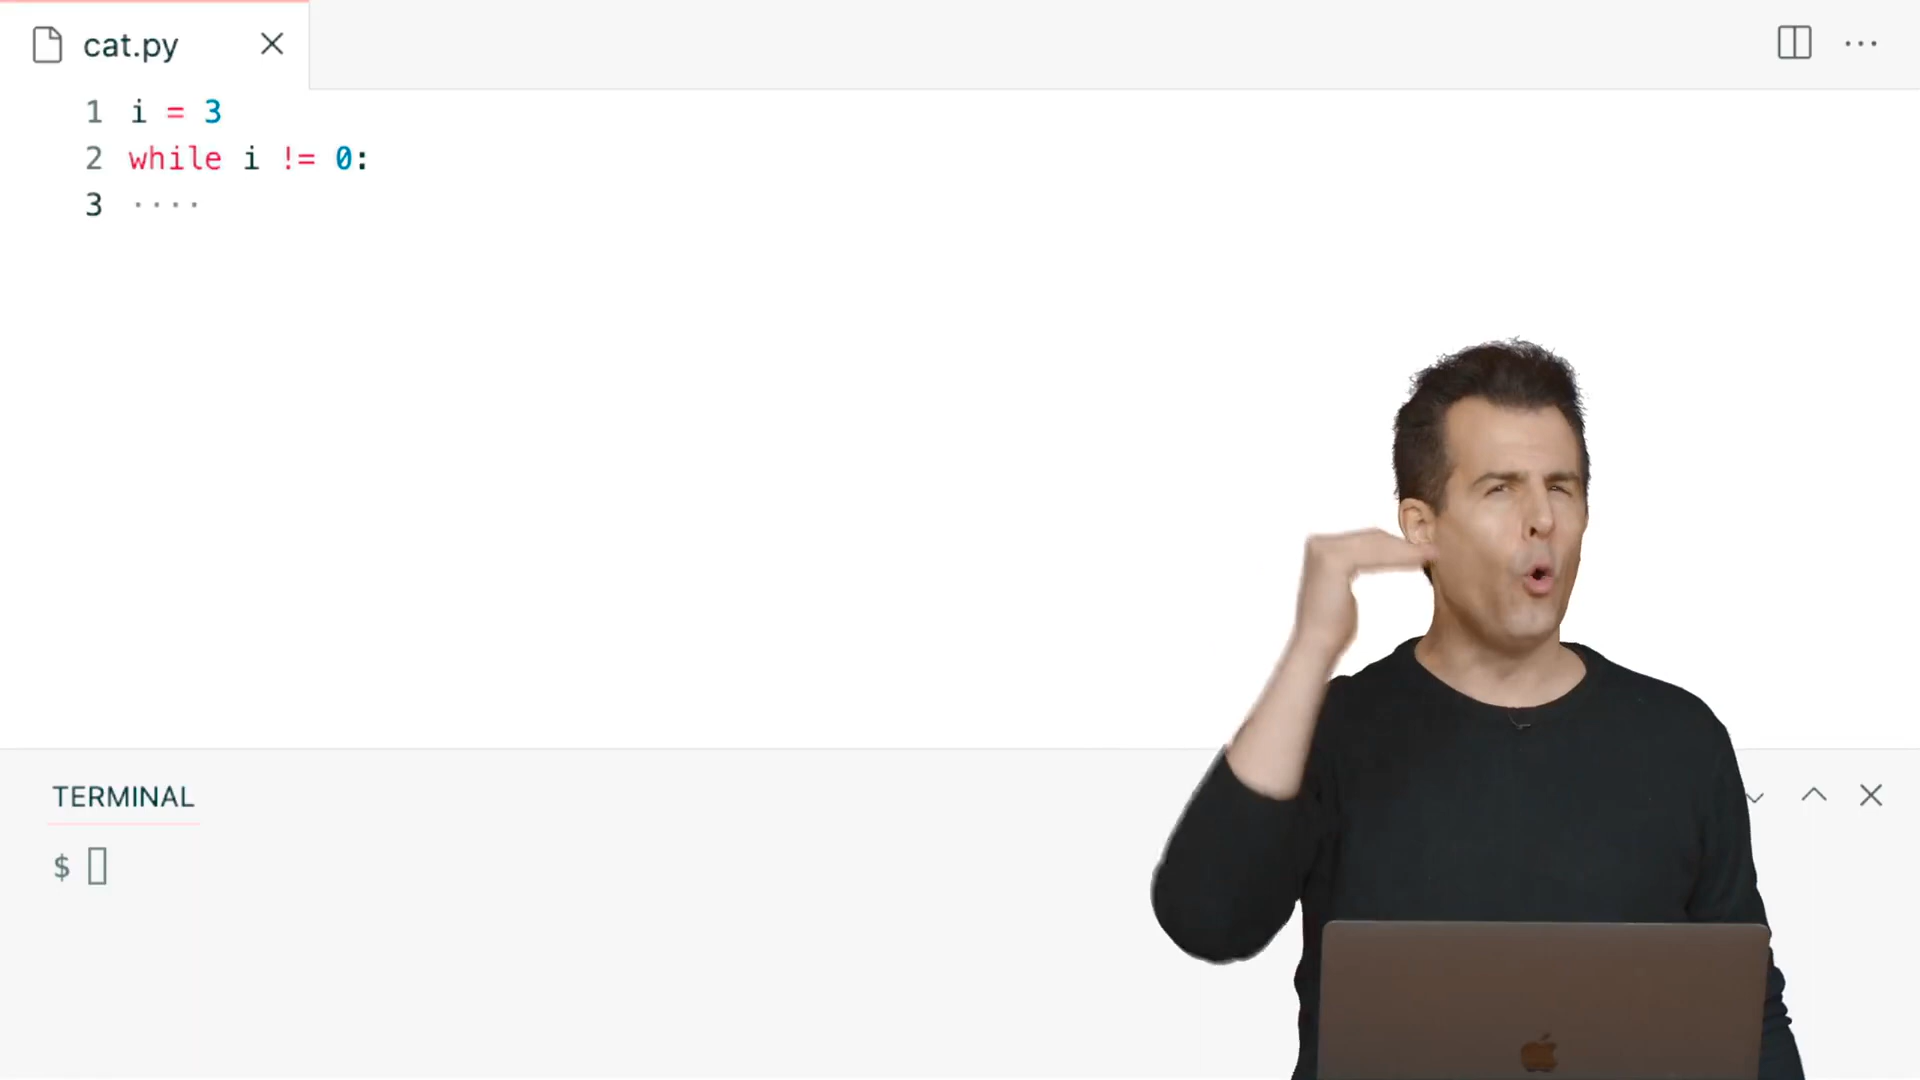 cat.py
1 i = 3
2 while i != 0:
3 ····
TERMINAL
$